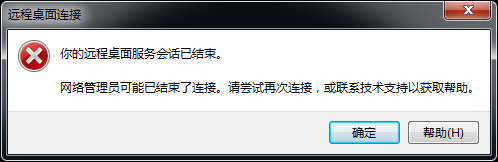 远程桌面连接
你的远程桌面服务会话已结束。
网络管理员可能已结束了连接。请尝试再次连接，或联系技术支持以获取帮助。
确定
帮助(H)